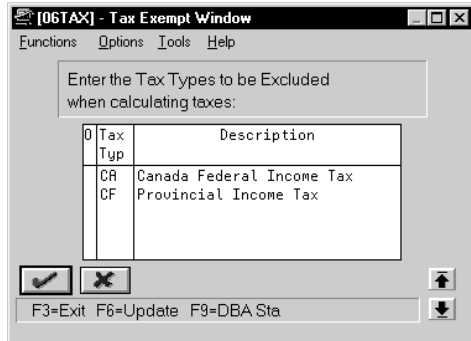 [06TAX] - Tax Exempt Window
Functions Options Tools Help
Enter the Tax Types to be Excluded
when calculating taxes:
O Tax Description
Typ
CA Canada Federal Income Tax
CF Provincial Income Tax
F3=Exit F6=Update F9=DBA Sta